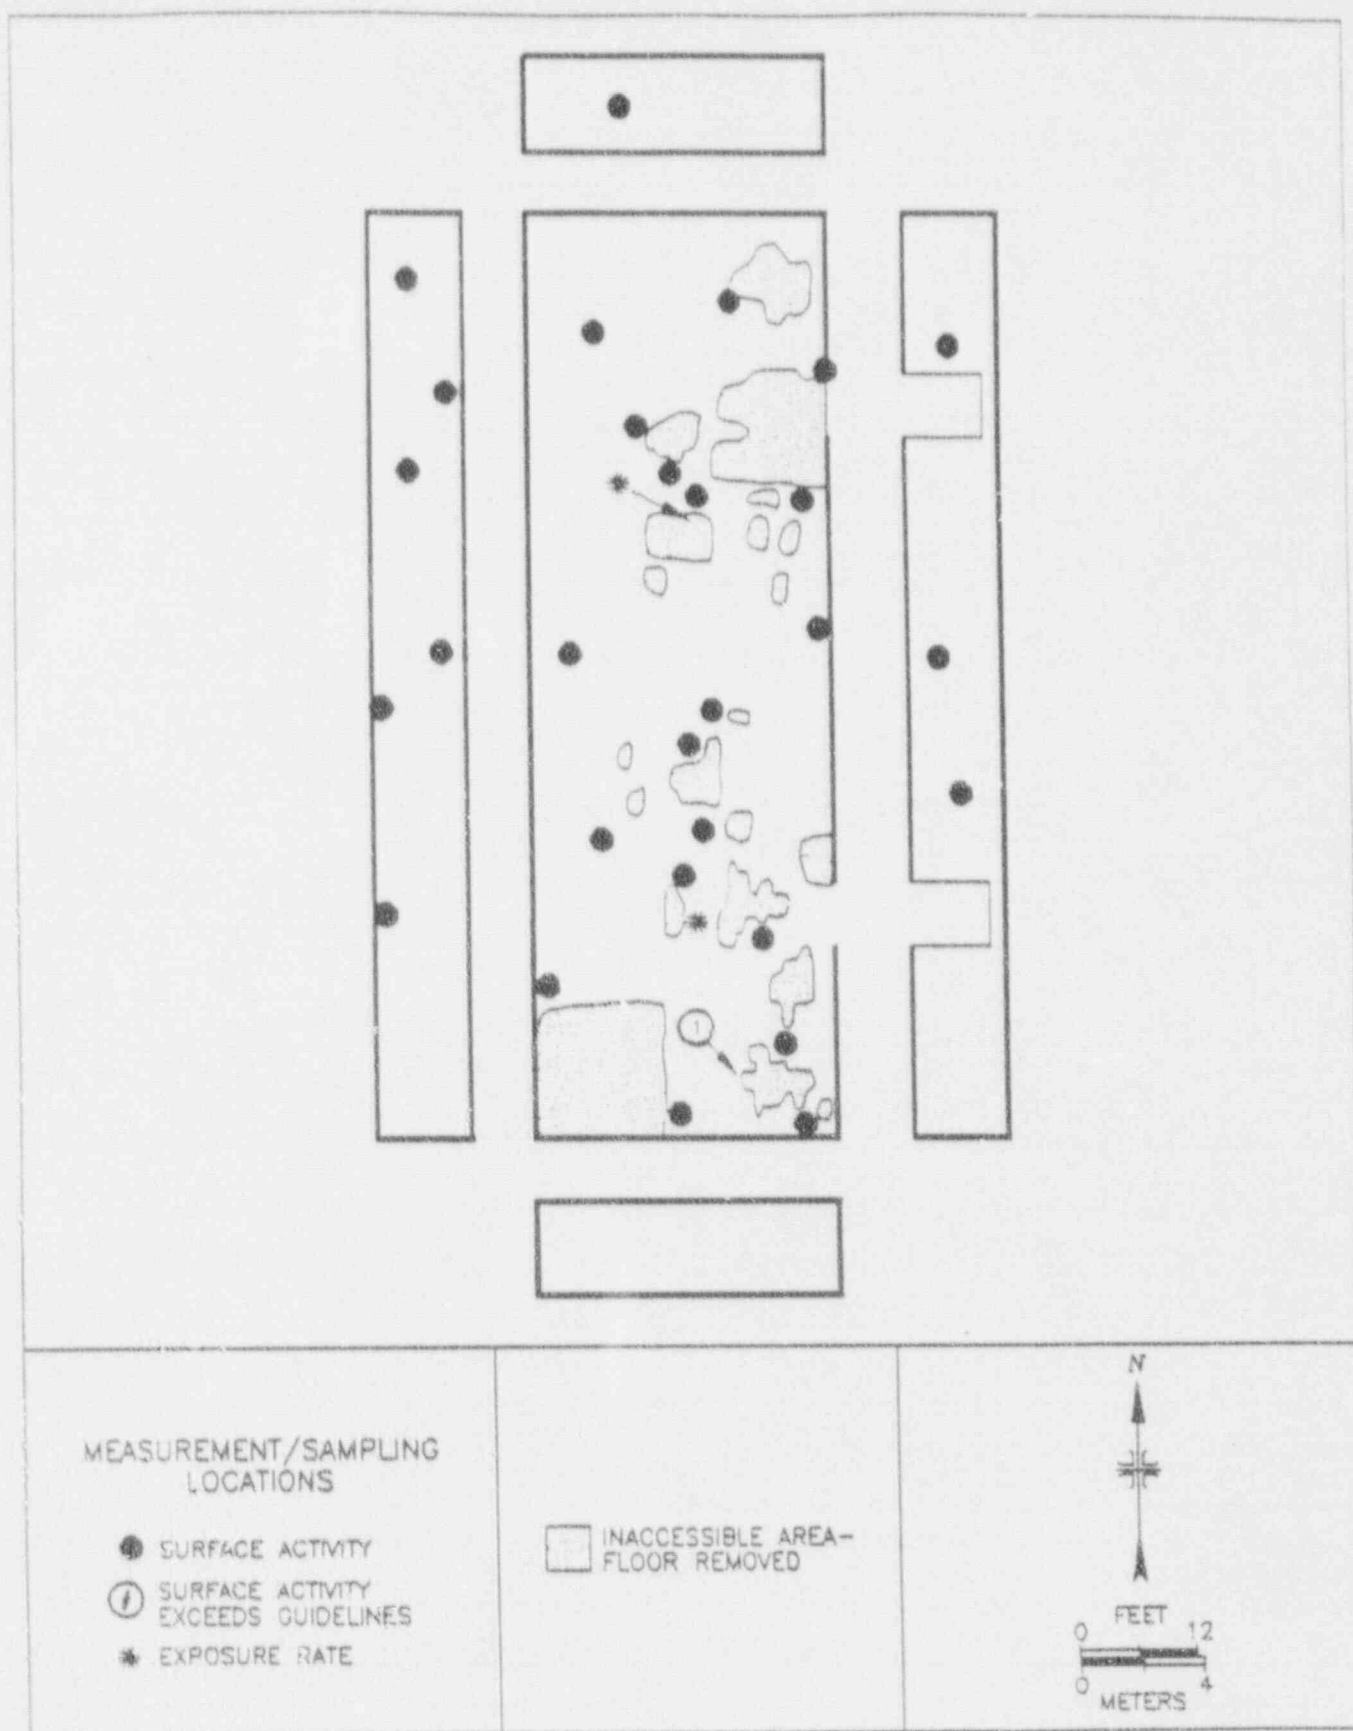 1
MEASUREMENT/SAMPLING
LOCATIONS
SURFACE ACTIVITY
SURFACE ACTIVITY
EXCEEDS GUIDELINES
EXPOSURE RATE
INACCESSIBLE AREA-
FLOOR REMOVED
N
FEET
0 12
0 4
METERS